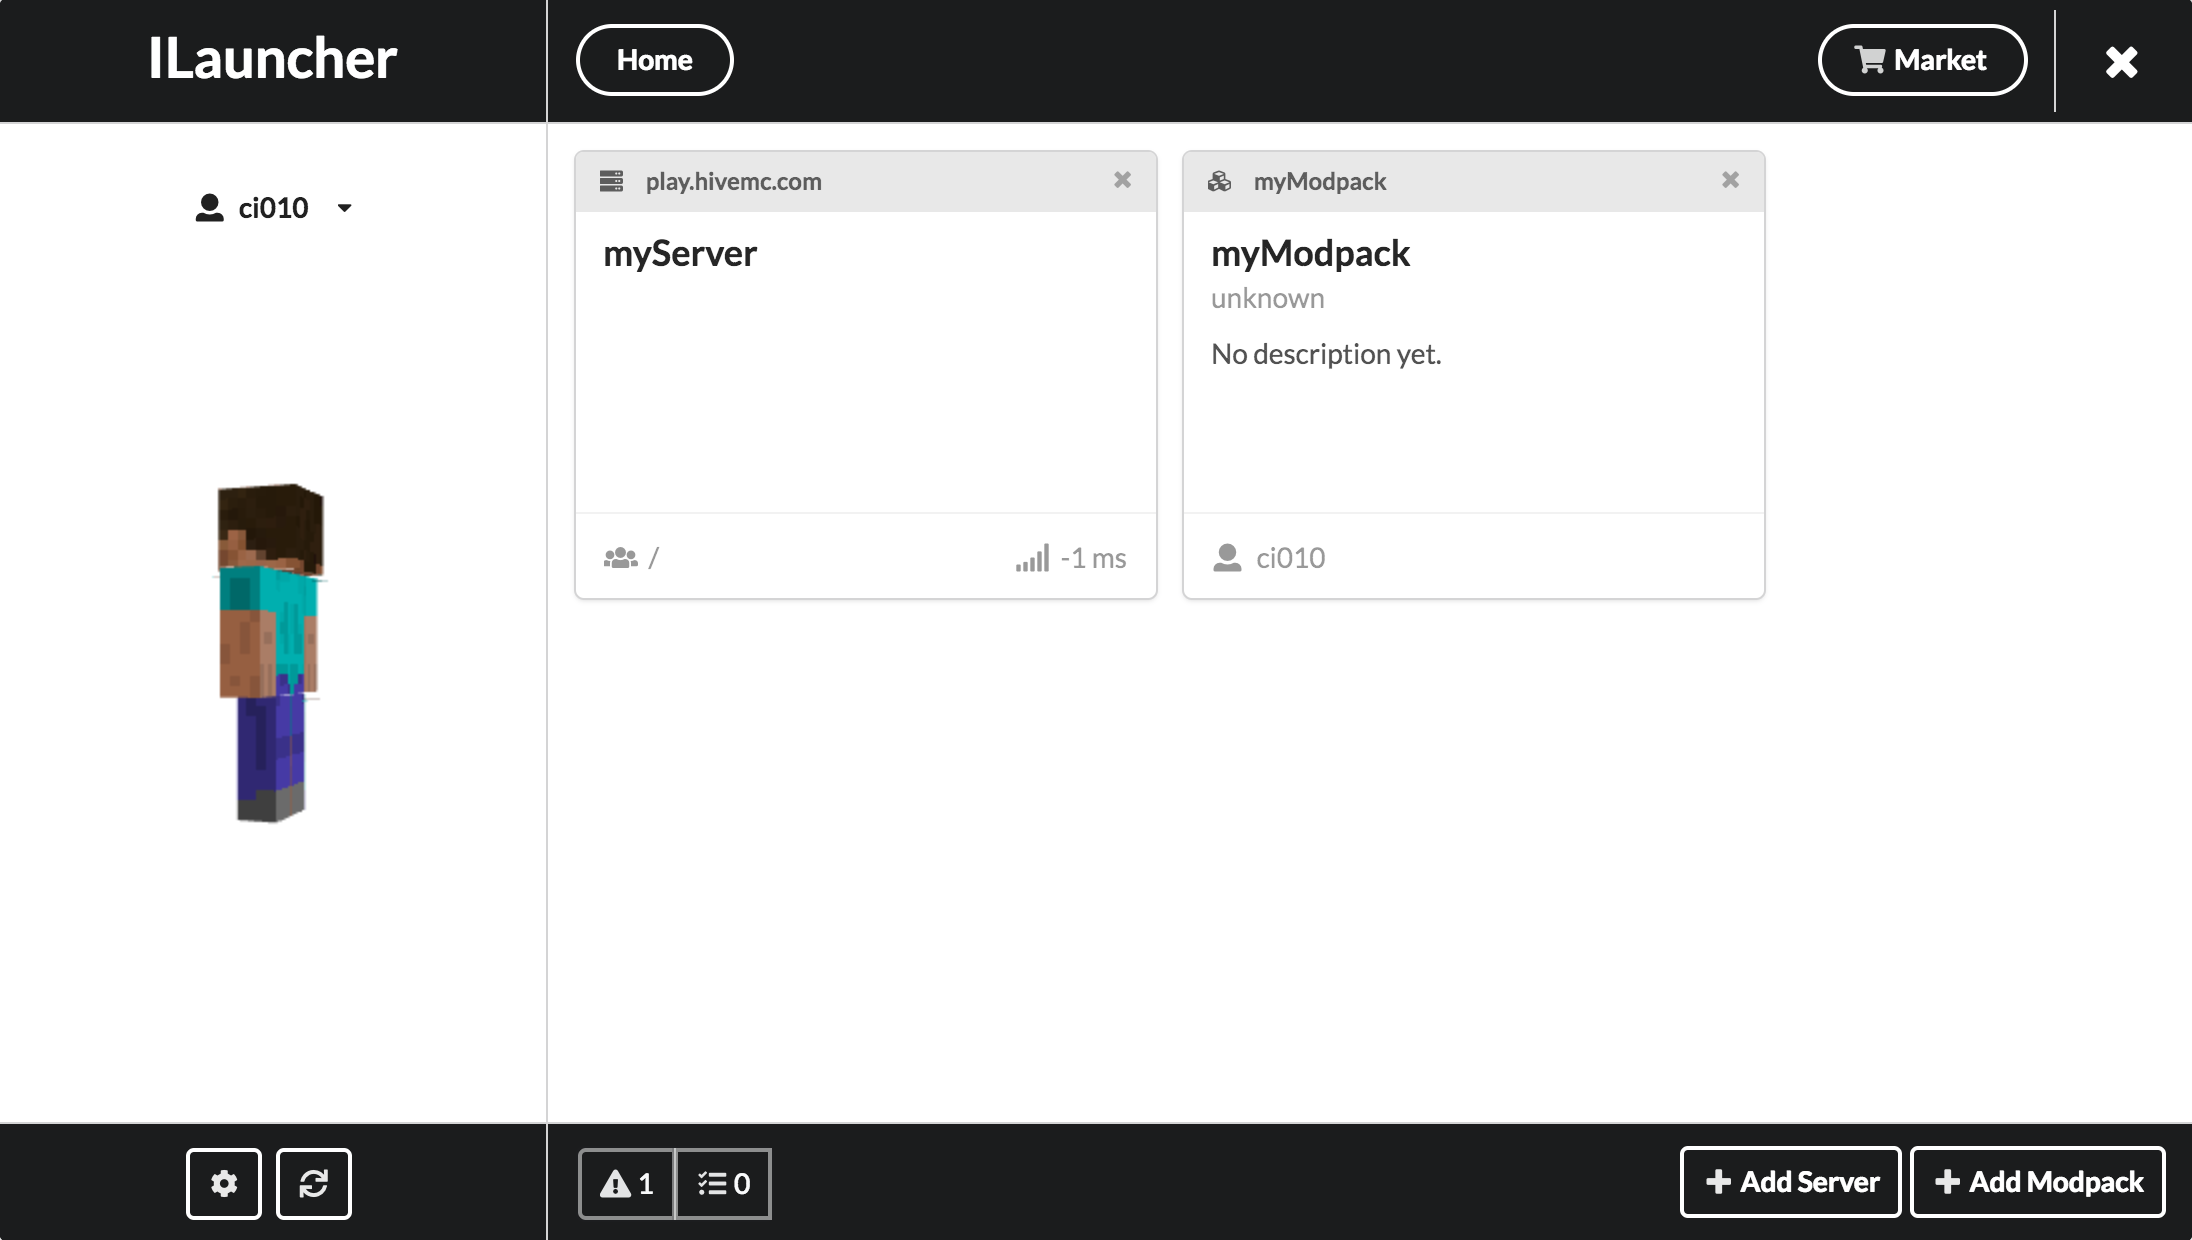 ILauncher
Home
Market
ci010
play.hivemc.com
myServer
/
-1 ms
myModpack
myModpack
unknown
No description yet.
ci010
1
0
Add Server
Add Modpack